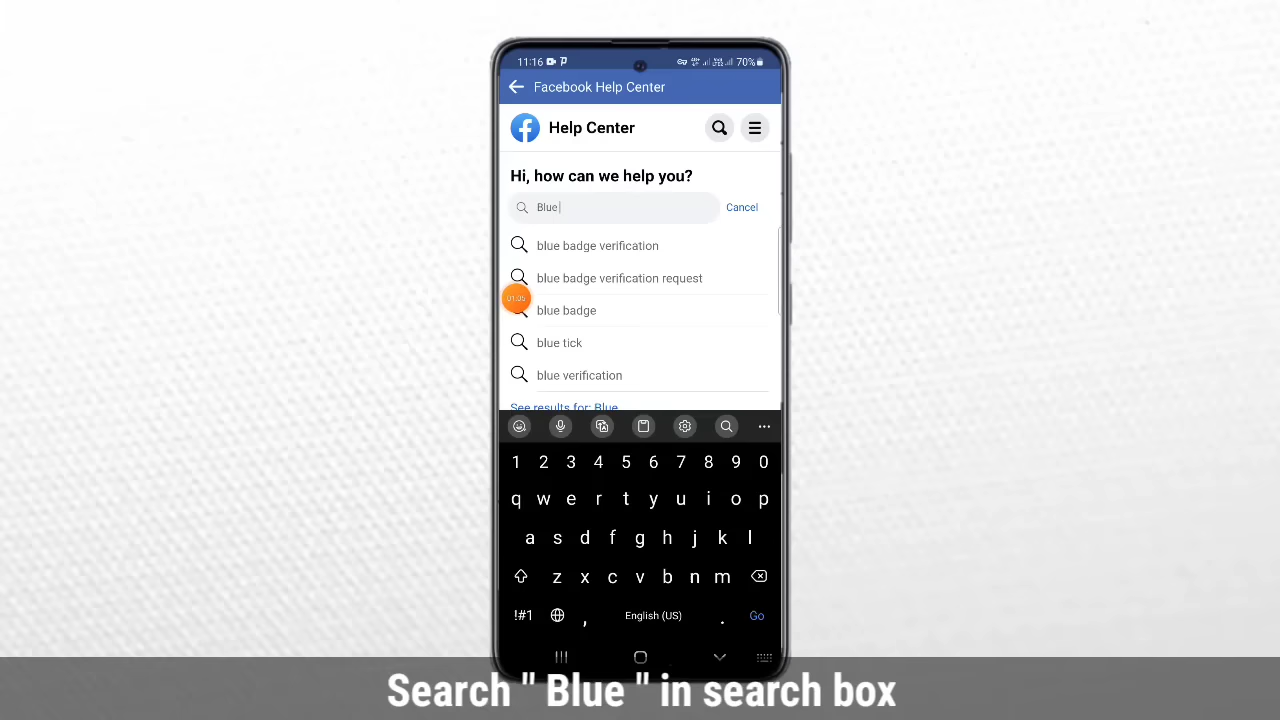 11:16
70%
Facebook Help Center
Help Center
Hi, how can we help you?
Blue
Cancel
blue badge verification
blue badge verification request
01:05
blue badge
blue tick
blue verification
See results for: Blue
1 2 3 4 5 6 7 8 9 0
q w e r t y u i o p
a s d f g h j k l
z x c v b n m
!#1 , English (US) . Go
Search " Blue " in search box